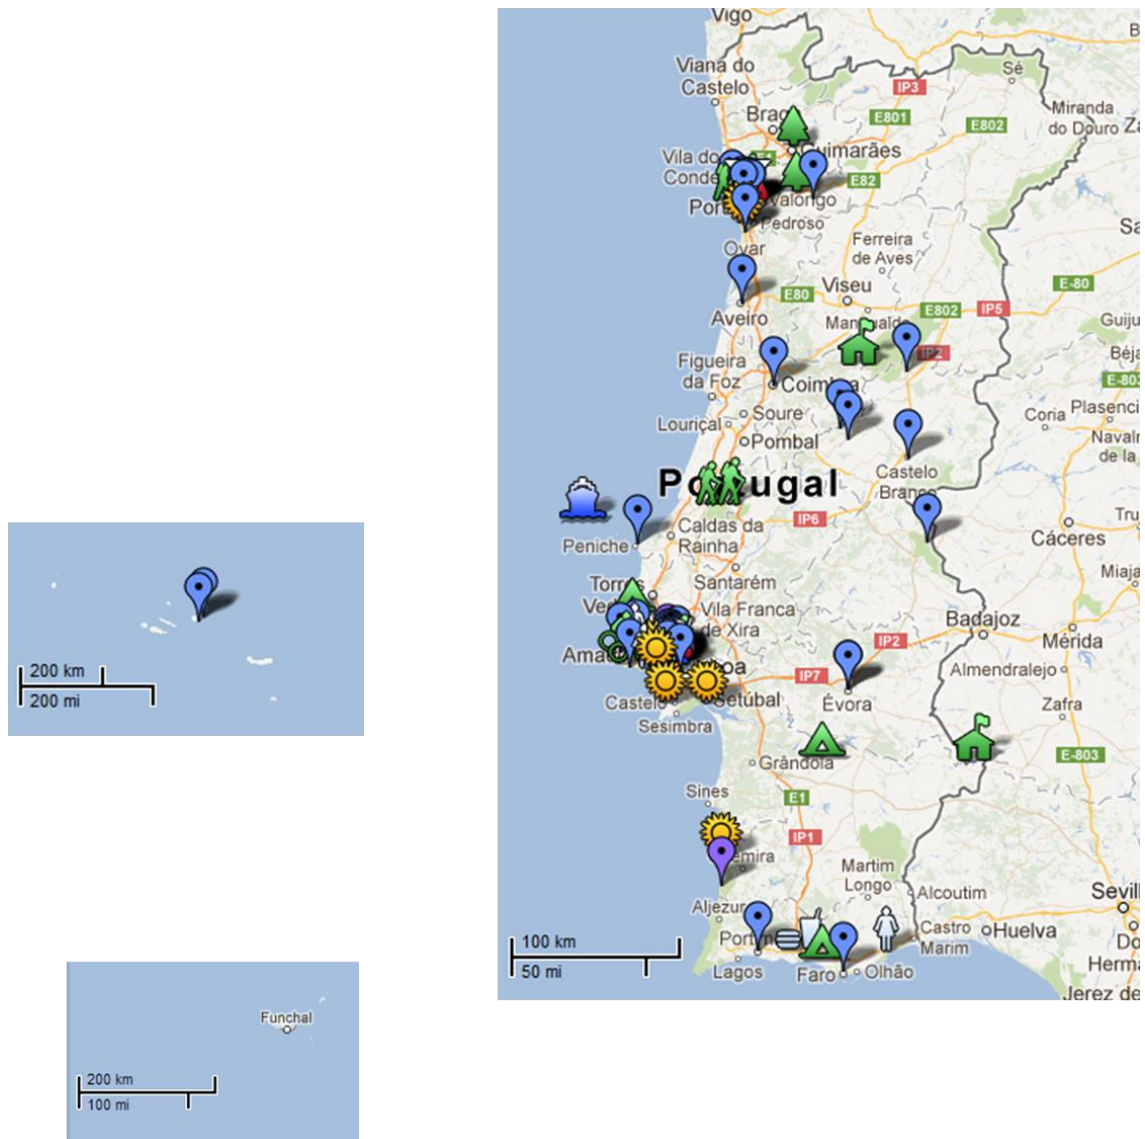 Vigo
Viana do
Castelo
IP3
Sé
Miranda
do Douro
E801
E802
Guimarães
Vila do
Conde
E82
Valongo
Pedroso
Ovar
Ferreira
de Aves
E80
Viseu
E802
IP5
E-80
Aveiro
Figueira
da Foz
Coimbra
IP2
E-803
Louriçal
Soure
Pombal
Coria
Castelo
Branco
Portugal
IP6
Peniche
Caldas da
Rainha
Cáceres
Torres
Santarém
Vila Franca
de Xira
Badajoz
Mérida
IP2
Almendralejo
IP7
Setúbal
Évora
Zafra
Sesimbra
Grândola
E-803
Sines
E1
IP1
Martim
Longo
Alcoutim
Aljezur
Castro
Marim
Huelva
Lagos
Faro
Olhão
100 km
50 mi
200 km
200 mi
Funchal
200 km
100 mi